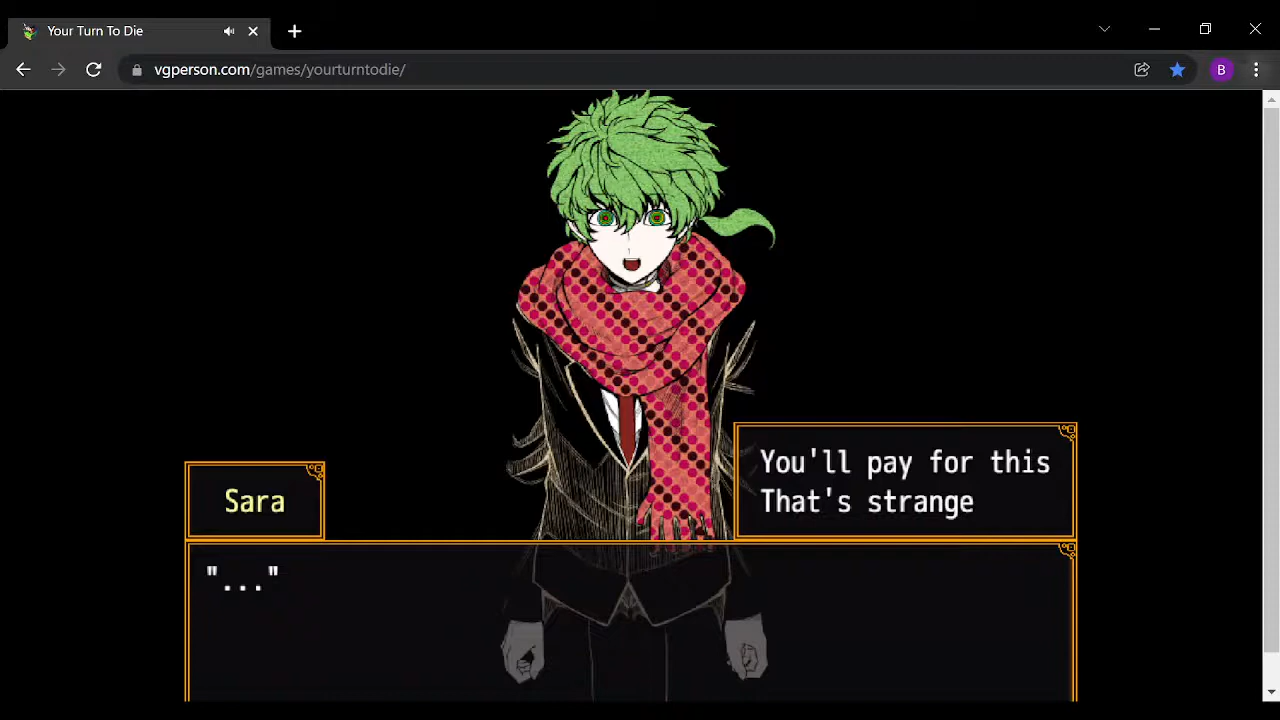 Your Turn To Die
vgperson.com/games/yourturntodie/
B
You'll pay for this
That's strange
Sara
"..."